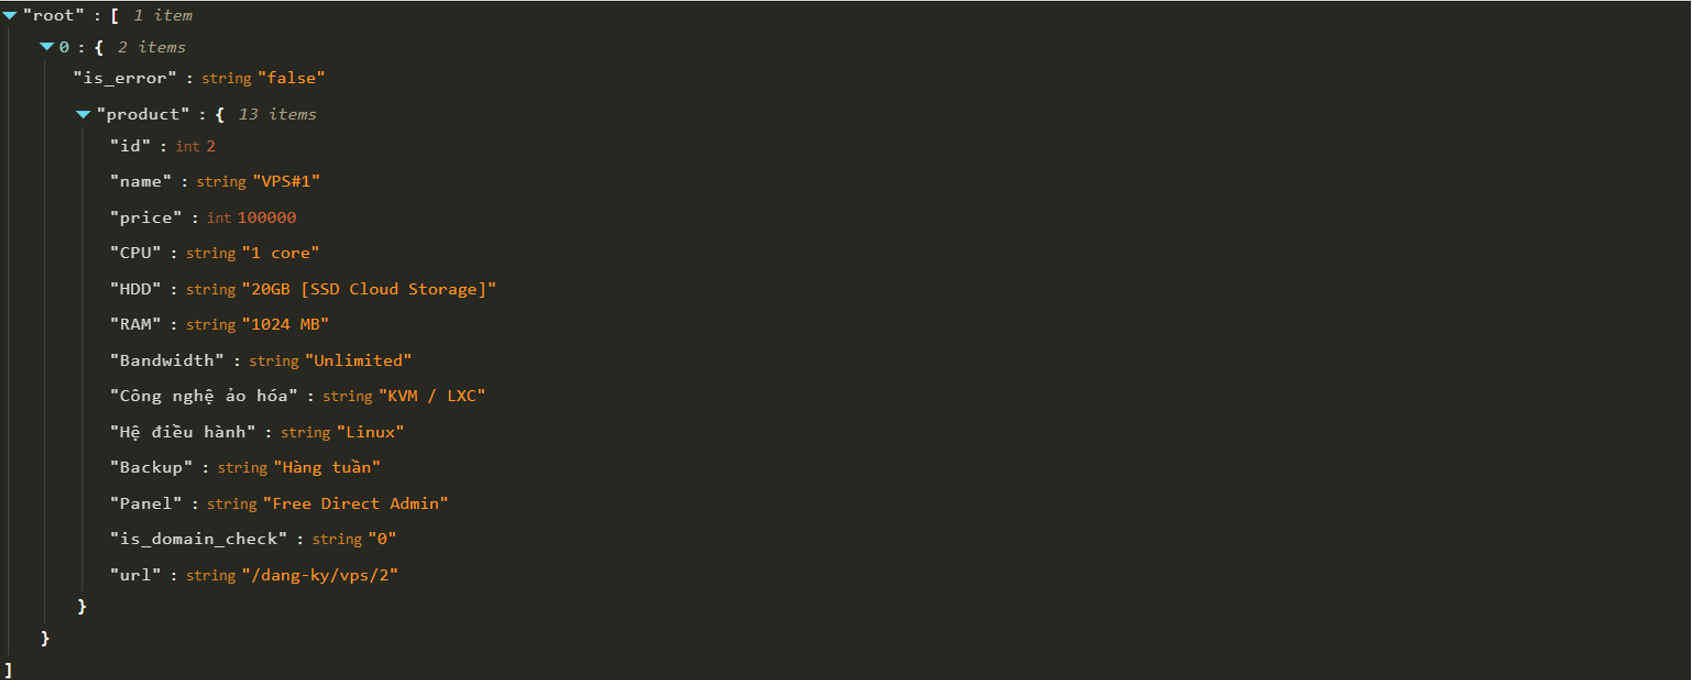 "root" : [ 1 item
0 : { 2 items
"is_error" : string "false"
"product" : { 13 items
"id" : int 2
"name" : string "VPS#1"
"price" : int 100000
"CPU" : string "1 core"
"HDD" : string "20GB [SSD Cloud Storage]"
"RAM" : string "1024 MB"
"Bandwidth" : string "Unlimited"
"Công nghệ ảo hóa" : string "KVM / LXC"
"Hệ điều hành" : string "Linux"
"Backup" : string "Hàng tuần"
"Panel" : string "Free Direct Admin"
"is_domain_check" : string "0"
"url" : string "/dang-ky/vps/2"
}
}
]